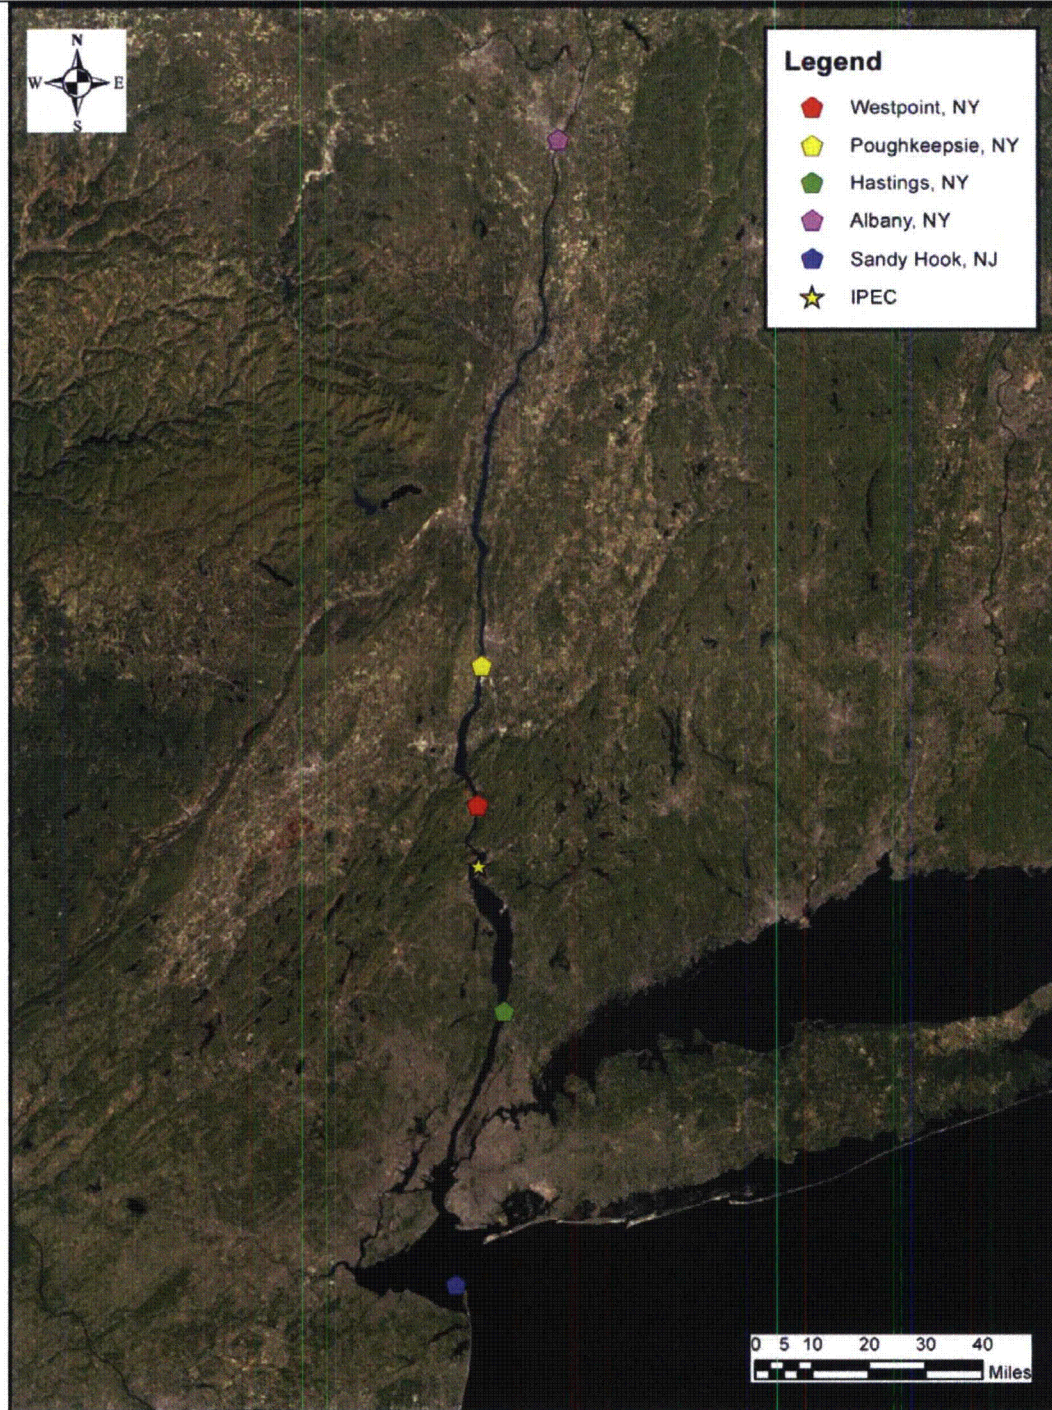 N
W E
S
Legend
Westpoint, NY
Poughkeepsie, NY
Hastings, NY
Albany, NY
Sandy Hook, NJ
IPEC
0 5 10 20 30 40
Miles